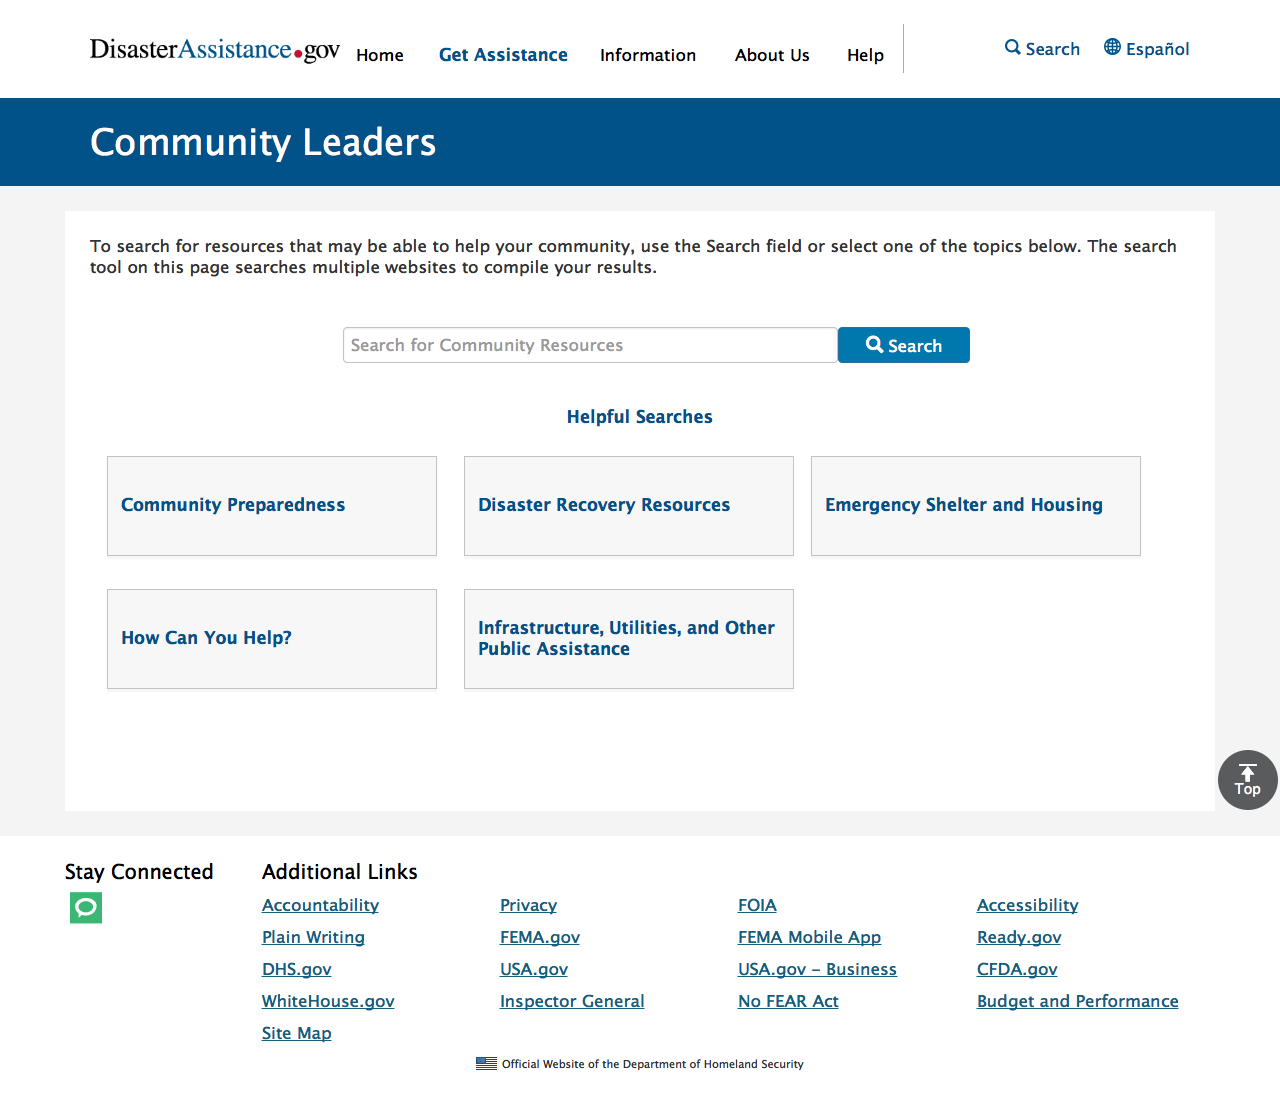 DisasterAssistance.gov
Home
Get Assistance
Information
About Us
Help
Search
Español
Community Leaders
To search for resources that may be able to help your community, use the Search field or select one of the topics below. The search
tool on this page searches multiple websites to compile your results.
Search for Community Resources
Search
Helpful Searches
Community Preparedness
Disaster Recovery Resources
Emergency Shelter and Housing
How Can You Help?
Infrastructure, Utilities, and Other
Public Assistance
Top
Stay Connected
Additional Links
Accountability
Privacy
FOIA
Accessibility
Plain Writing
FEMA.gov
FEMA Mobile App
Ready.gov
DHS.gov
USA.gov
USA.gov – Business
CFDA.gov
WhiteHouse.gov
Inspector General
No FEAR Act
Budget and Performance
Site Map
Official Website of the Department of Homeland Security